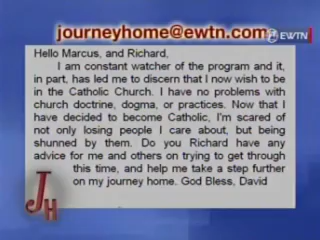 journeyhome@ewtn.com
EWTN
Hello Marcus, and Richard,
I am constant watcher of the program and it,
in part, has led me to discern that I now wish to be
in the Catholic Church. I have no problems with
church doctrine, dogma, or practices. Now that I
have decided to become Catholic, I'm scared of
not only losing people I care about, but being
shunned by them. Do you Richard have any
advice for me and others on trying to get through
this time, and help me take a step further
on my journey home. God Bless, David
JH